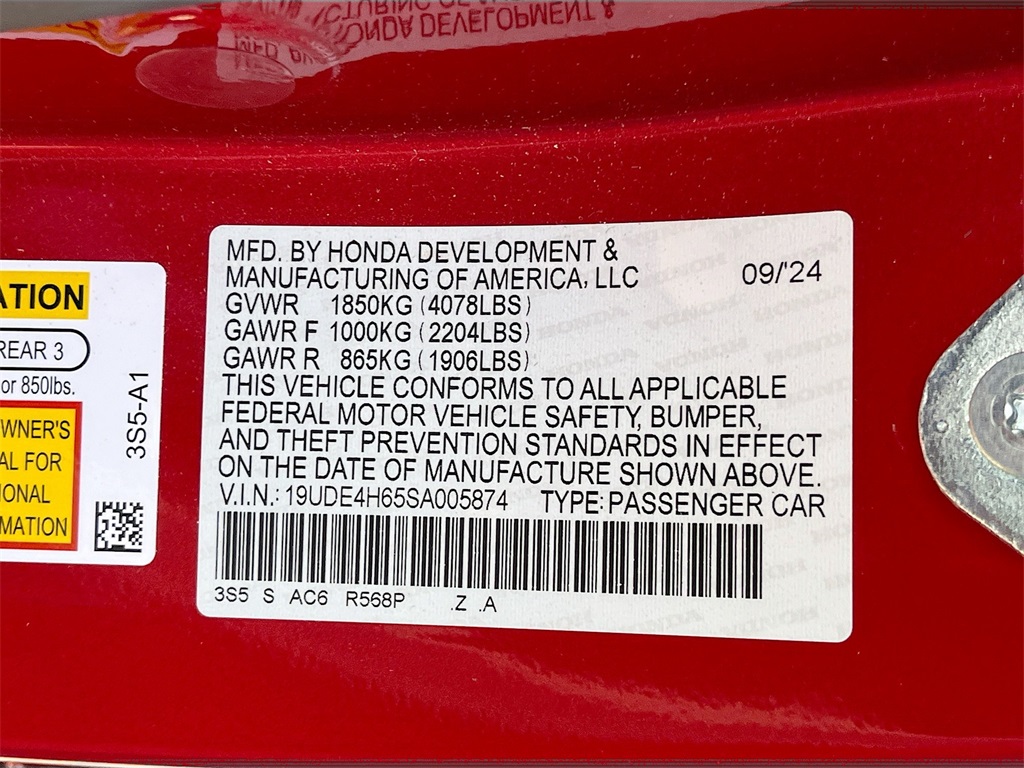 MFD. BY HONDA DEVELOPMENT &
MANUFACTURING OF AMERICA, LLC 09/'24
GVWR 1850KG (4078LBS)
GAWR F 1000KG (2204LBS)
GAWR R 865KG (1906LBS)
THIS VEHICLE CONFORMS TO ALL APPLICABLE
FEDERAL MOTOR VEHICLE SAFETY, BUMPER,
AND THEFT PREVENTION STANDARDS IN EFFECT
ON THE DATE OF MANUFACTURE SHOWN ABOVE.
V.I.N.: 19UDE4H65SA005874 TYPE: PASSENGER CAR
3S5 S AC6 R568P .Z .A
ATION
REAR 3
or 850lbs.
WNER'S
AL FOR
IONAL
MATION
3S5-A1